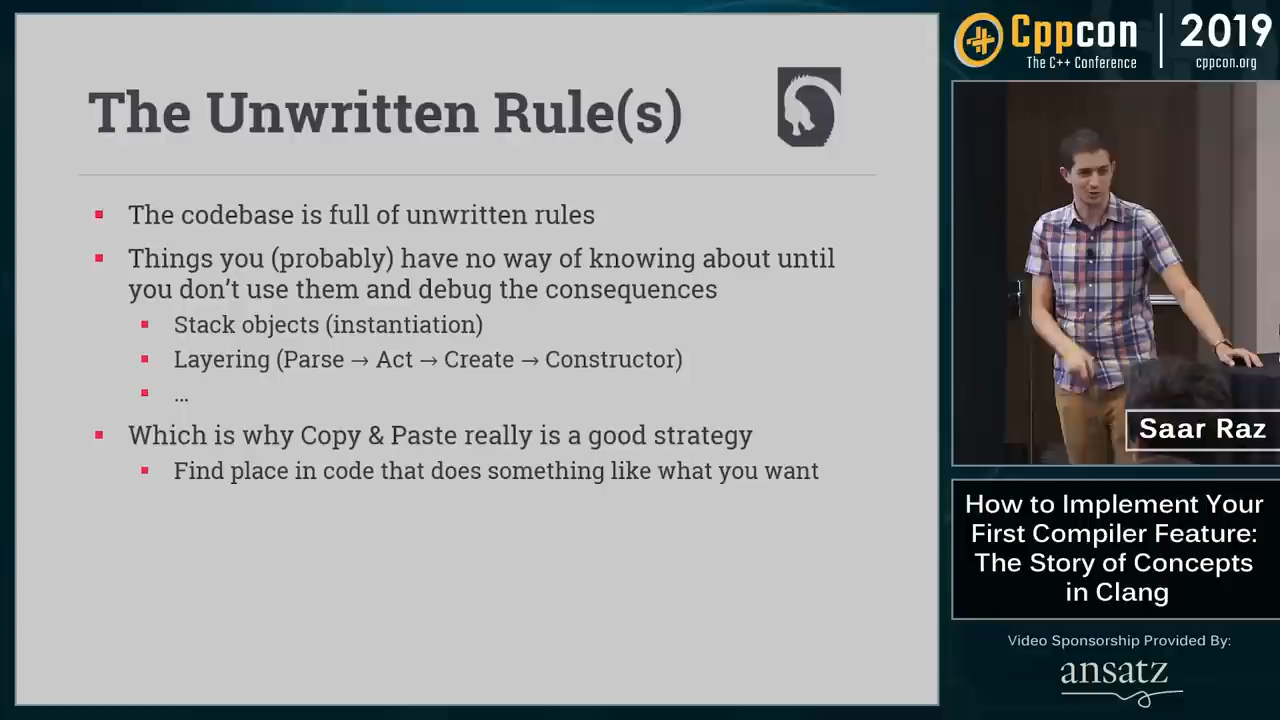 The Unwritten Rule(s)
The codebase is full of unwritten rules
Things you (probably) have no way of knowing about until
you don't use them and debug the consequences
Stack objects (instantiation)
Layering (Parse → Act → Create → Constructor)
...
Which is why Copy & Paste really is a good strategy
Find place in code that does something like what you want
Cppcon | 2019
The C++ Conference cppcon.org
Saar Raz
How to Implement Your
First Compiler Feature:
The Story of Concepts
in Clang
Video Sponsorship Provided By:
ansatz